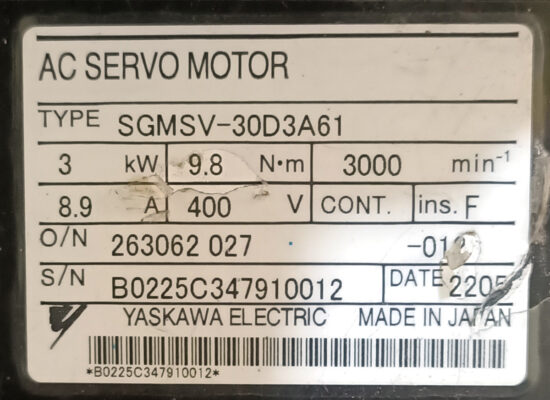 AC SERVO MOTOR
TYPE SGMSV-30D3A61
3 kW 9.8 N·m 3000 min⁻¹
8.9 A 400 V CONT. ins. F
O/N 263062 027
S/N B0225C347910012 DATE 2205
YASKAWA ELECTRIC MADE IN JAPAN
*B0225C347910012*